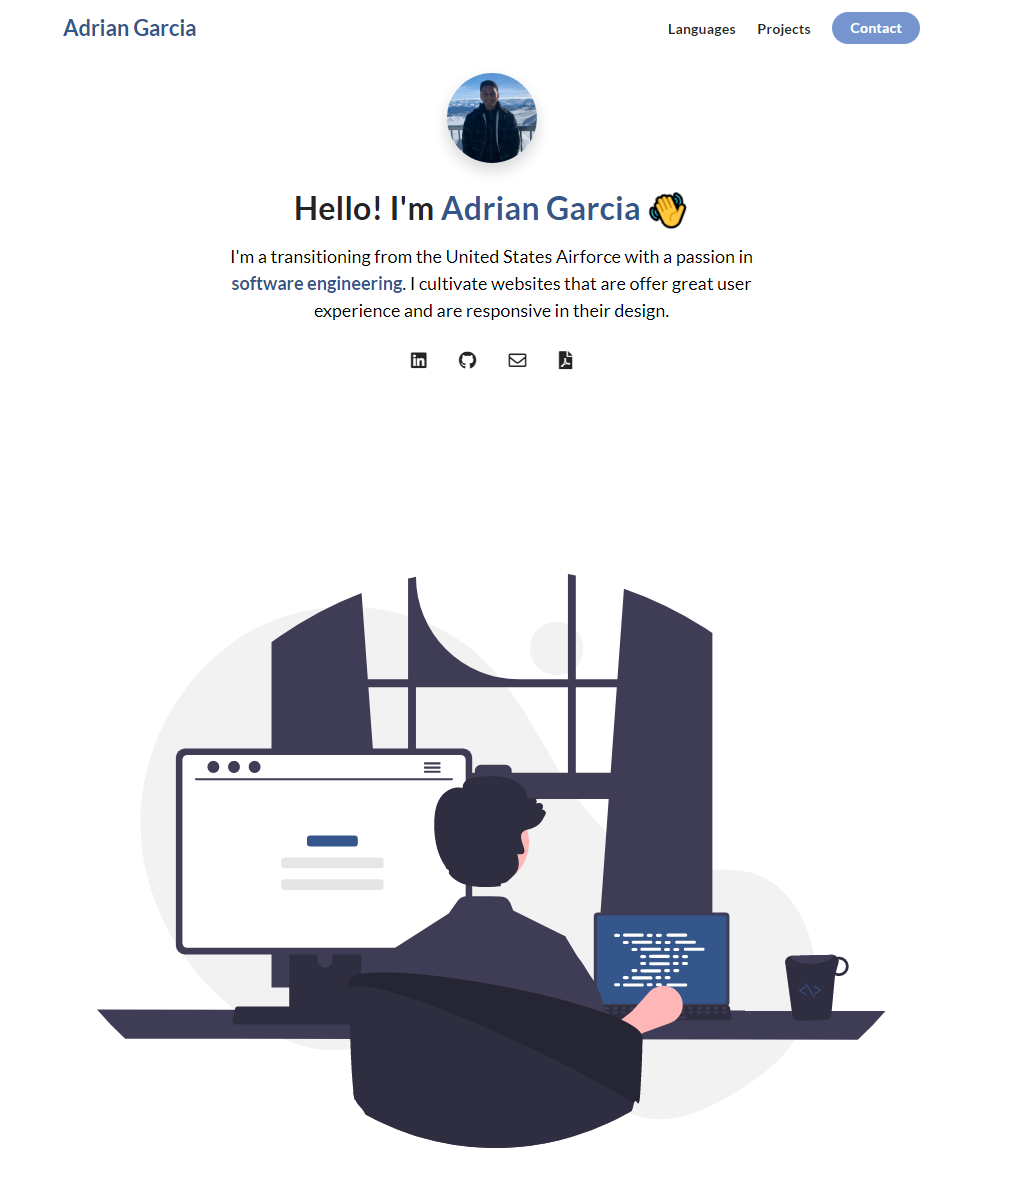 Adrian Garcia
Languages Projects Contact
Hello! I'm Adrian Garcia 👋
I'm a transitioning from the United States Airforce with a passion in
software engineering. I cultivate websites that are offer great user
experience and are responsive in their design.